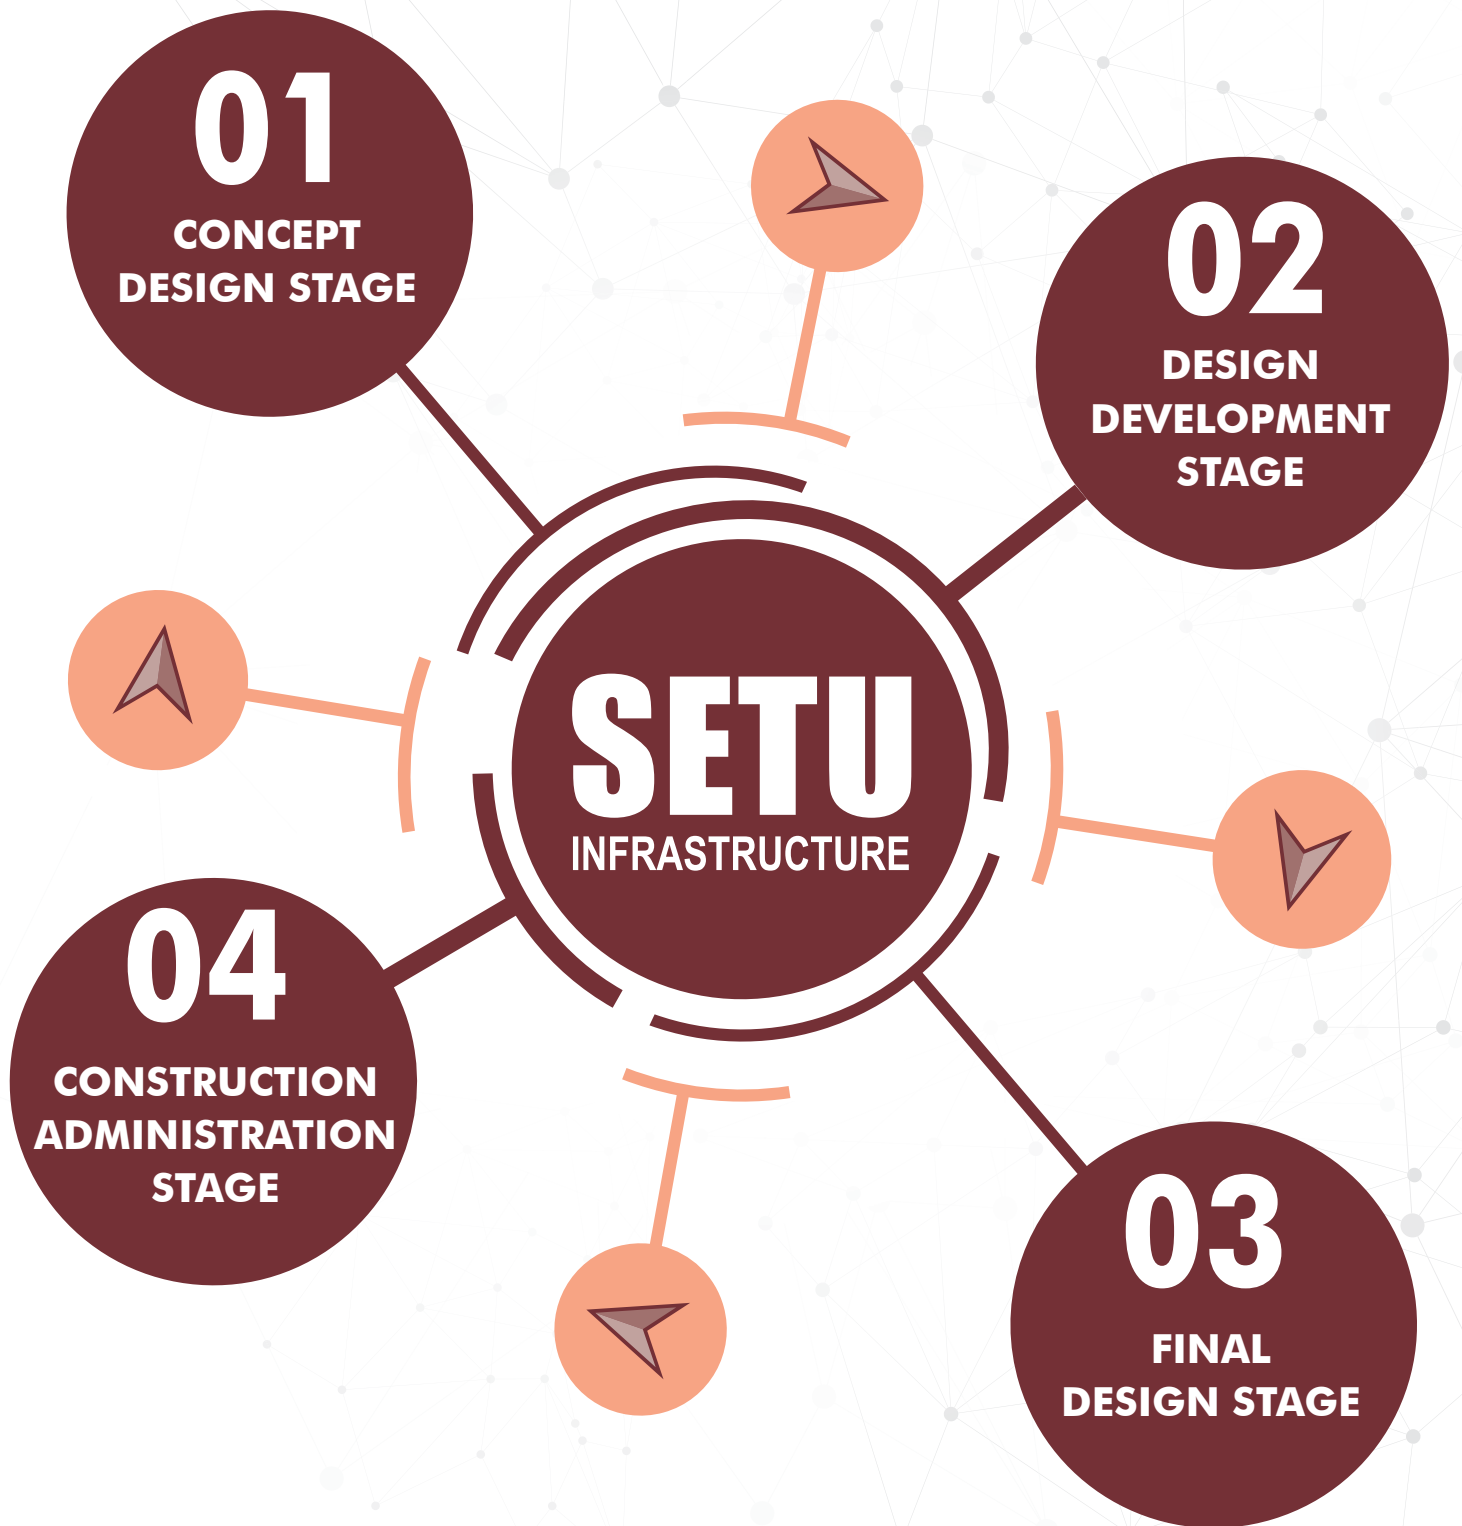 01
CONCEPT
DESIGN STAGE
02
DESIGN
DEVELOPMENT
STAGE
SETU
INFRASTRUCTURE
04
CONSTRUCTION
ADMINISTRATION
STAGE
03
FINAL
DESIGN STAGE